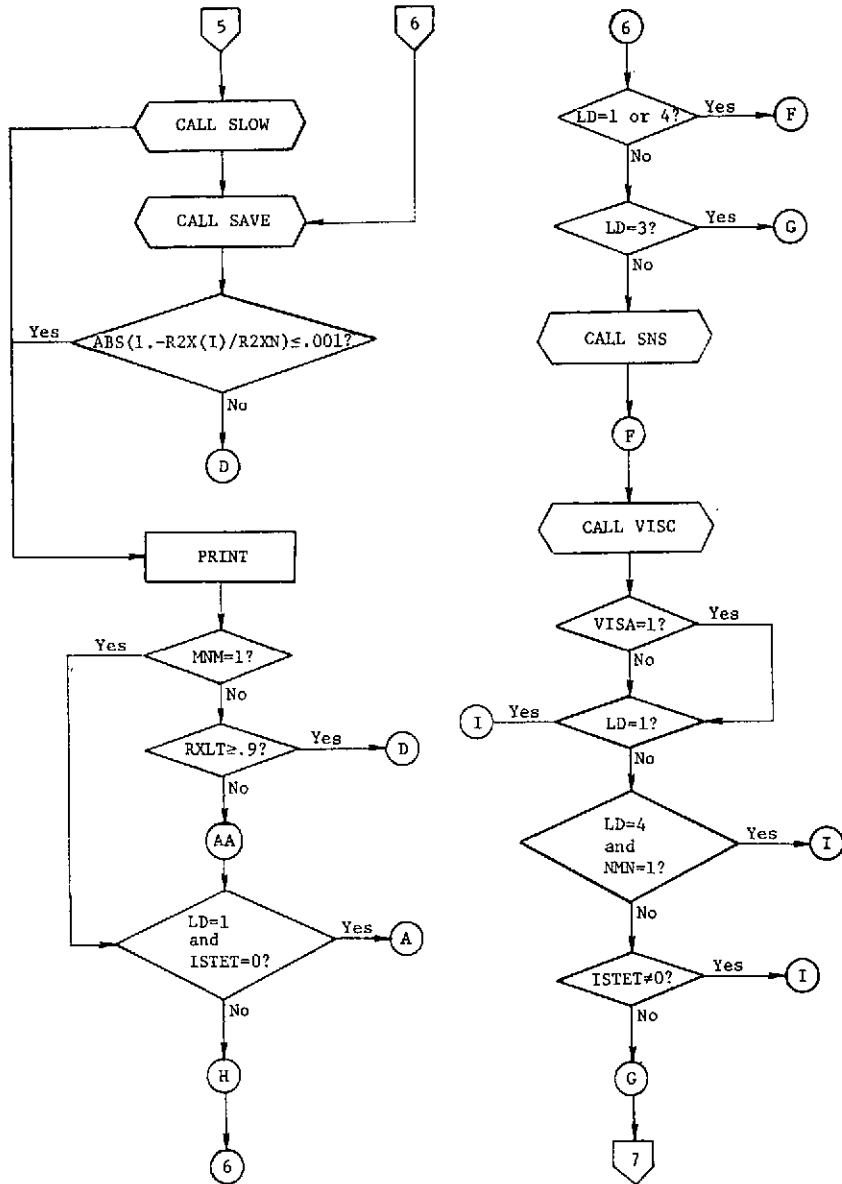 5
6
CALL SLOW
CALL SAVE
Yes
ABS(I.-R2X(I)/R2XN)≤.001?
No
D
PRINT
Yes
MNM=1?
No
RXLT≥.9?
Yes
D
No
AA
LD=1
and
ISTET=0?
Yes
A
No
H
6
6
LD=1 or 4?
Yes
F
No
LD=3?
Yes
G
No
CALL SNS
F
CALL VISC
VISA=1?
Yes
No
I
Yes
LD=1?
No
LD=4
and
NMN=1?
Yes
I
No
ISTET≠0?
Yes
I
No
G
7